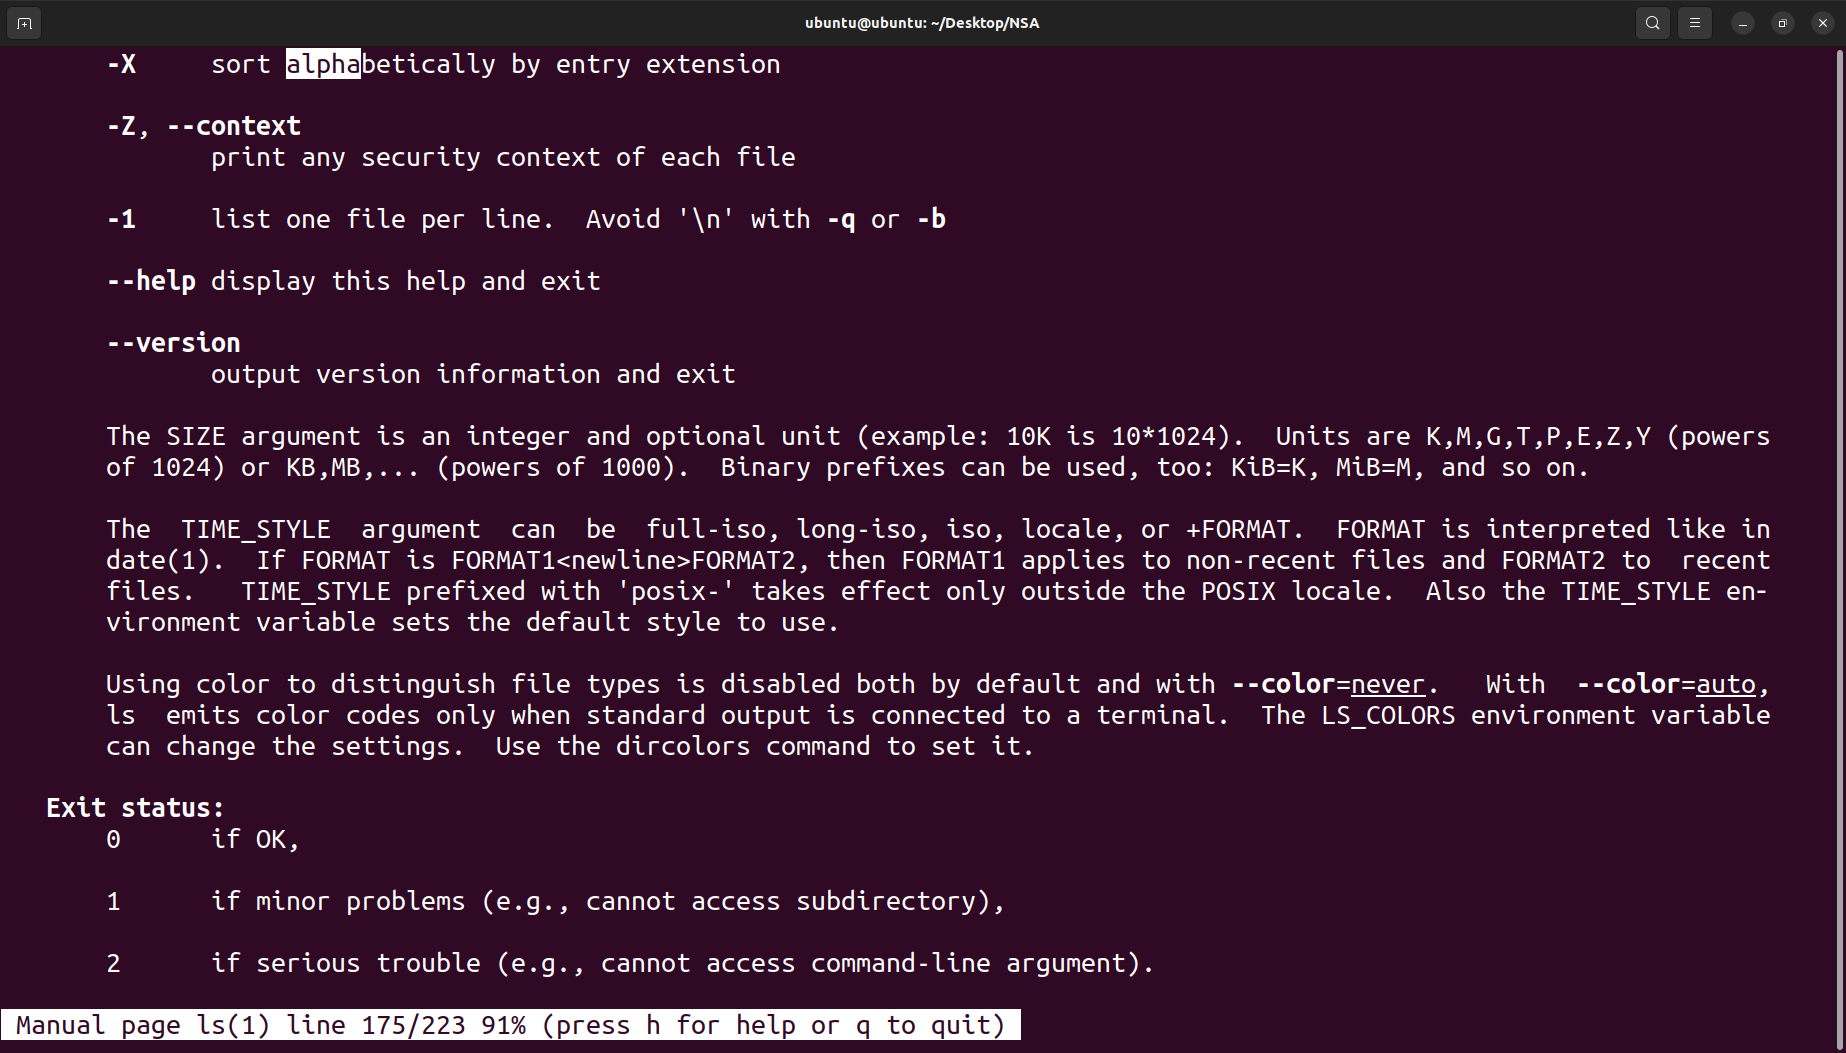 ubuntu@ubuntu: ~/Desktop/NSA
-X     sort alphabetically by entry extension
-Z, --context
print any security context of each file
-1     list one file per line.  Avoid '\n' with -q or -b
--help display this help and exit
--version
output version information and exit
The SIZE argument is an integer and optional unit (example: 10K is 10*1024).  Units are K,M,G,T,P,E,Z,Y (powers
of 1024) or KB,MB,... (powers of 1000).  Binary prefixes can be used, too: KiB=K, MiB=M, and so on.
The  TIME_STYLE  argument  can  be  full-iso, long-iso, iso, locale, or +FORMAT.  FORMAT is interpreted like in
date(1).  If FORMAT is FORMAT1<newline>FORMAT2, then FORMAT1 applies to non-recent files and FORMAT2 to  recent
files.   TIME_STYLE prefixed with 'posix-' takes effect only outside the POSIX locale.  Also the TIME_STYLE en-
vironment variable sets the default style to use.
Using color to distinguish file types is disabled both by default and with --color=never.   With  --color=auto,
ls  emits color codes only when standard output is connected to a terminal.  The LS_COLORS environment variable
can change the settings.  Use the dircolors command to set it.
Exit status:
0      if OK,
1      if minor problems (e.g., cannot access subdirectory),
2      if serious trouble (e.g., cannot access command-line argument).
Manual page ls(1) line 175/223 91% (press h for help or q to quit)